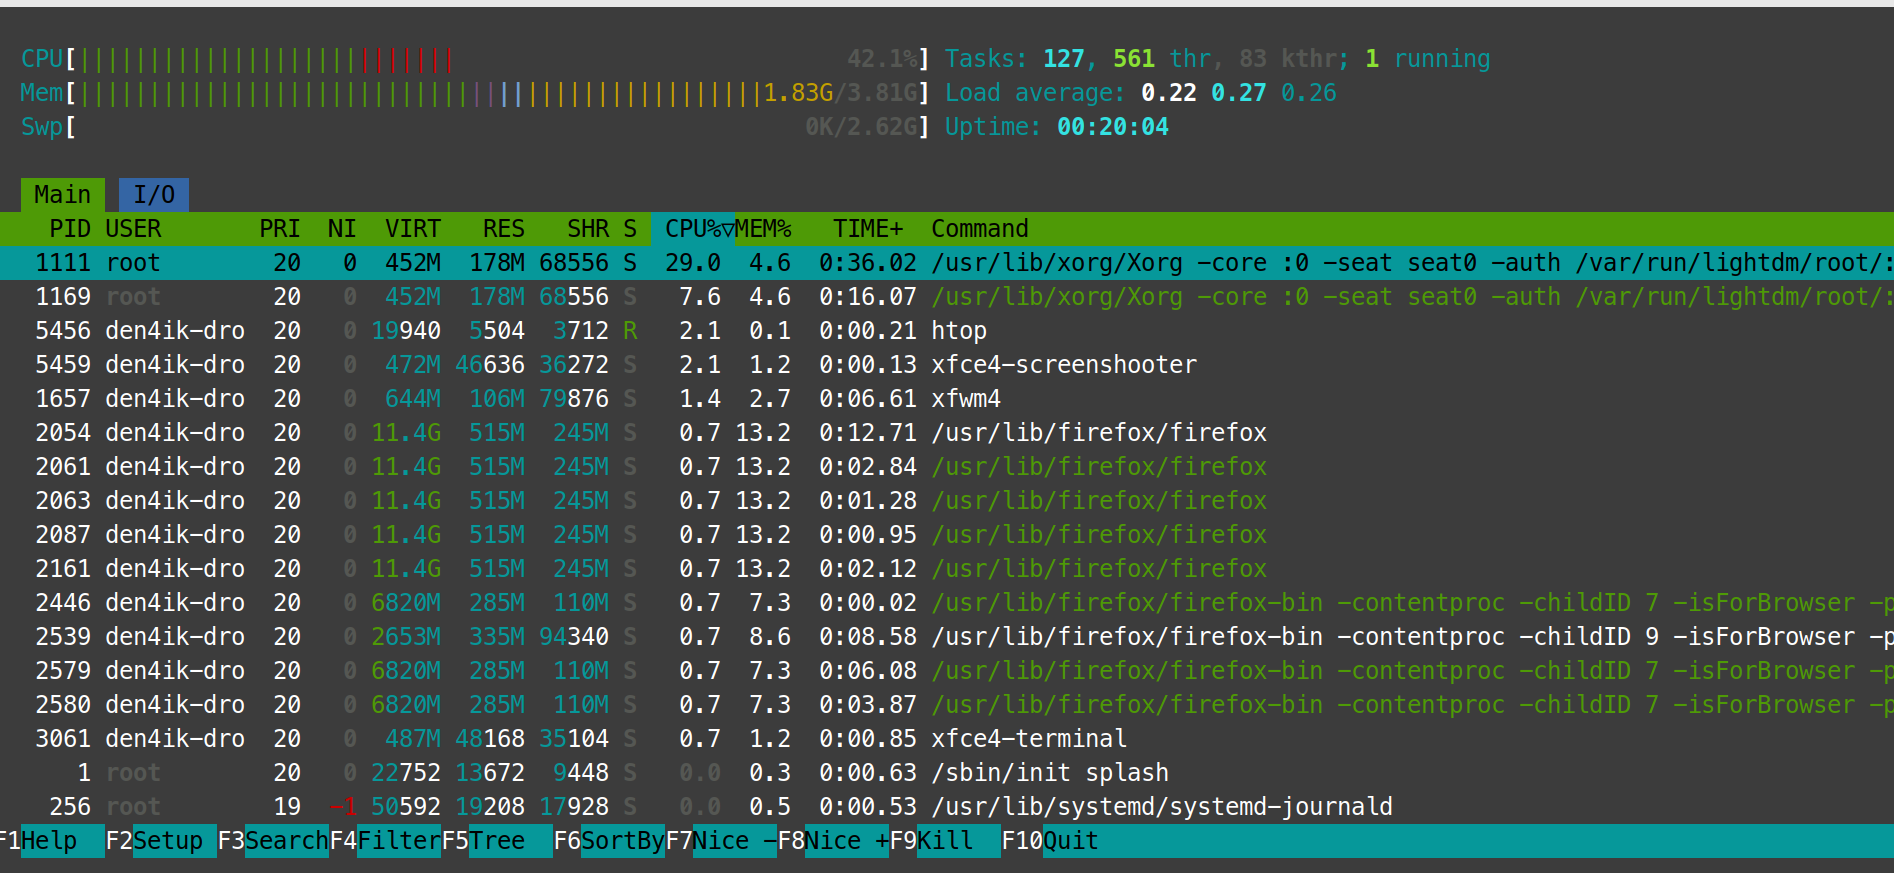 CPU[||||||||||||||||||||||||||| 42.1%] Tasks: 127, 561 thr, 83 kthr; 1 running
Mem[|||||||||||||||||||||||||||||||||||||||||||||||||1.83G/3.81G] Load average: 0.22 0.27 0.26
Swp[ 0K/2.62G] Uptime: 00:20:04
Main I/O
PID USER PRI NI VIRT RES SHR S CPU%▽MEM% TIME+ Command
1111 root 20 0 452M 178M 68556 S 29.0 4.6 0:36.02 /usr/lib/xorg/Xorg -core :0 -seat seat0 -auth /var/run/lightdm/root/:
1169 root 20 0 452M 178M 68556 S 7.6 4.6 0:16.07 /usr/lib/xorg/Xorg -core :0 -seat seat0 -auth /var/run/lightdm/root/:
5456 den4ik-dro 20 0 19940 5504 3712 R 2.1 0.1 0:00.21 htop
5459 den4ik-dro 20 0 472M 46636 36272 S 2.1 1.2 0:00.13 xfce4-screenshooter
1657 den4ik-dro 20 0 644M 106M 79876 S 1.4 2.7 0:06.61 xfwm4
2054 den4ik-dro 20 0 11.4G 515M 245M S 0.7 13.2 0:12.71 /usr/lib/firefox/firefox
2061 den4ik-dro 20 0 11.4G 515M 245M S 0.7 13.2 0:02.84 /usr/lib/firefox/firefox
2063 den4ik-dro 20 0 11.4G 515M 245M S 0.7 13.2 0:01.28 /usr/lib/firefox/firefox
2087 den4ik-dro 20 0 11.4G 515M 245M S 0.7 13.2 0:00.95 /usr/lib/firefox/firefox
2161 den4ik-dro 20 0 11.4G 515M 245M S 0.7 13.2 0:02.12 /usr/lib/firefox/firefox
2446 den4ik-dro 20 0 6820M 285M 110M S 0.7 7.3 0:00.02 /usr/lib/firefox/firefox-bin -contentproc -childID 7 -isForBrowser -p
2539 den4ik-dro 20 0 2653M 335M 94340 S 0.7 8.6 0:08.58 /usr/lib/firefox/firefox-bin -contentproc -childID 9 -isForBrowser -p
2579 den4ik-dro 20 0 6820M 285M 110M S 0.7 7.3 0:06.08 /usr/lib/firefox/firefox-bin -contentproc -childID 7 -isForBrowser -p
2580 den4ik-dro 20 0 6820M 285M 110M S 0.7 7.3 0:03.87 /usr/lib/firefox/firefox-bin -contentproc -childID 7 -isForBrowser -p
3061 den4ik-dro 20 0 487M 48168 35104 S 0.7 1.2 0:00.85 xfce4-terminal
1 root 20 0 22752 13672 9448 S 0.0 0.3 0:00.63 /sbin/init splash
256 root 19 -1 50592 19208 17928 S 0.0 0.5 0:00.53 /usr/lib/systemd/systemd-journald
F1Help F2Setup F3SearchF4FilterF5Tree F6SortByF7Nice -F8Nice +F9Kill F10Quit